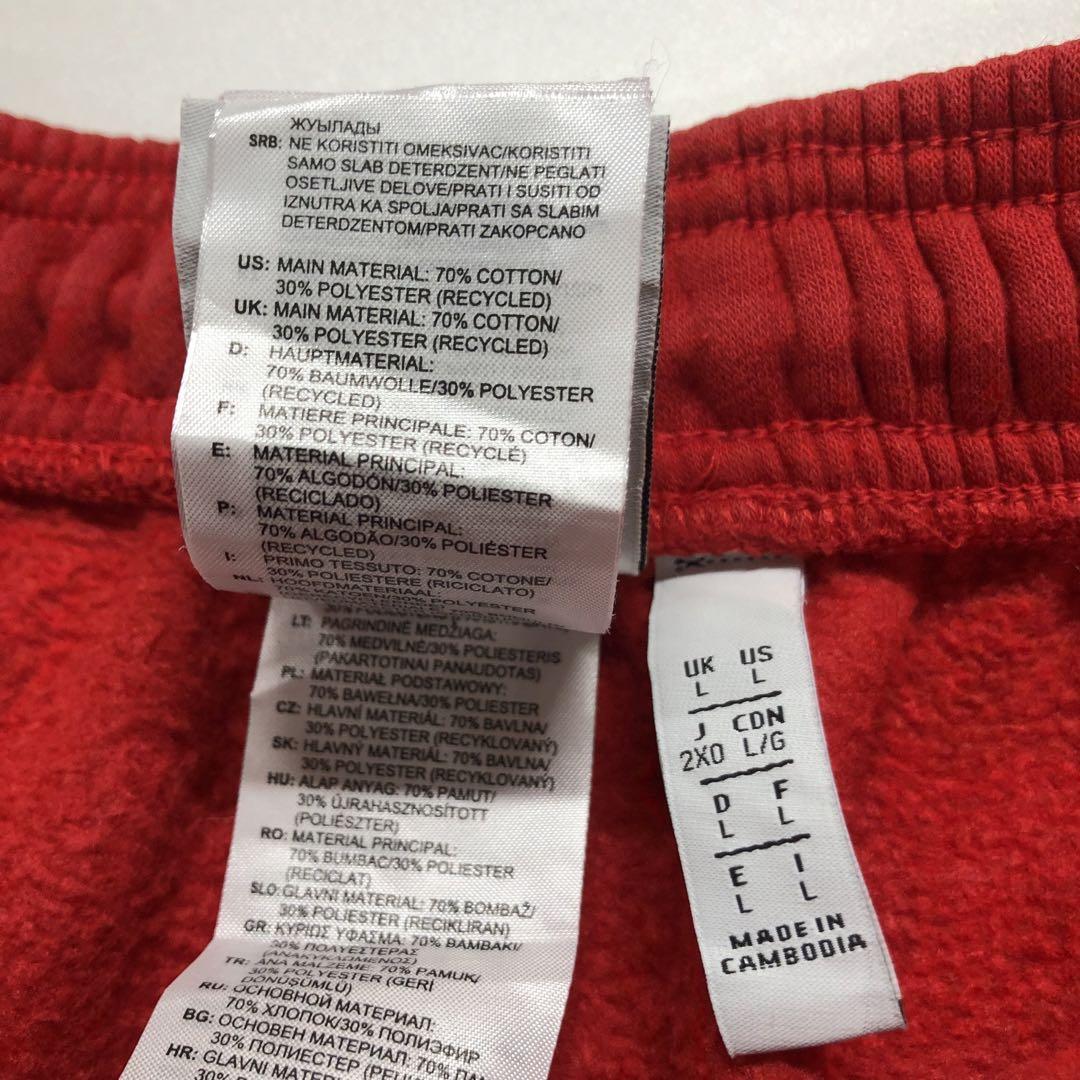 ЖУЫЛАДЫ
SRB: NE KORISTITI OMEKSIVAC/KORISTITI
SAMO SLAB DETERDZENT/NE PEGLATI
OSETLJIVE DELOVE/PRATI I SUSITI OD
IZNUTRA KA SPOLJA/PRATI SA SLABIM
DETERDZENTOM/PRATI ZAKOPCANO
US: MAIN MATERIAL: 70% COTTON/
30% POLYESTER (RECYCLED)
UK: MAIN MATERIAL: 70% COTTON/
30% POLYESTER (RECYCLED)
D: HAUPTMATERIAL:
70% BAUMWOLLE/30% POLYESTER
(RECYCLED)
F: MATIERE PRINCIPALE: 70% COTON/
30% POLYESTER (RECYCLÉ)
E: MATERIAL PRINCIPAL:
70% ALGODÓN/30% POLIESTER
(RECICLADO)
P: MATERIAL PRINCIPAL:
70% ALGODÃO/30% POLIÉSTER
(RECYCLED)
I: PRIMO TESSUTO: 70% COTONE/
30% POLIESTERE (RICICLATO)
NL: HOOFDMATERIAAL:
70% KATOEN/30% POLYESTER
LT: PAGRINDINĖ MEDŽIAGA:
70% MEDVILNĖ/30% POLIESTERIS
(PAKARTOTINAI PANAUDOTAS)
PL: MATERIAŁ PODSTAWOWY:
70% BAWEŁNA/30% POLIESTER
CZ: HLAVNÍ MATERIÁL: 70% BAVLNA/
30% POLYESTER (RECYKLOVANÝ)
SK: HLAVNÝ MATERIÁL: 70% BAVLNA/
30% POLYESTER (RECYKLOVANÝ)
HU: ALAP ANYAG: 70% PAMUT/
30% ÚJRAHASZNOSÍTOTT
(POLIÉSZTER)
RO: MATERIAL PRINCIPAL:
70% BUMBAC/30% POLIESTER
(RECICLAT)
SLO: GLAVNI MATERIAL: 70% BOMBAŽ/
30% POLIESTER (RECIKLIRAN)
GR: ΚΥΡΙΩΣ ΥΦΑΣΜΑ: 70% ΒΑΜΒΑΚΙ/
30% ΠΟΛΥΕΣΤΕΡΑΣ
(ΑΝΑΚΥΚΛΩΜΕΝΟΣ)
TR: ANA MALZEME: 70% PAMUK/
30% POLYESTER (GERİ
DÖNÜŞÜMLÜ)
RU: ОСНОВНОЙ МАТЕРИАЛ:
70% ХЛОПОК/30% ПОЛИЭФИР
BG: ОСНОВЕН МАТЕРИАЛ: 70%
30% ПОЛИЕСТЕР
HR: GLAVNI
30%
UK US
L L
J CDN
2XO L/G
D F
L L
E I
L L
MADE IN
CAMBODIA